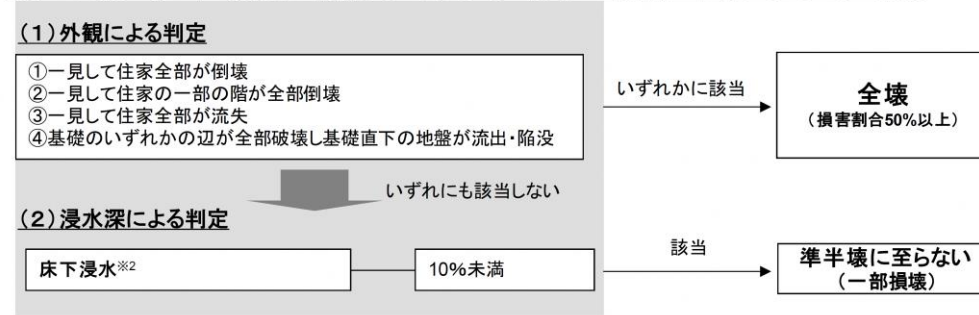 (1)外観による判定
①一見して住家全部が倒壊
②一見して住家の一部の階が全部倒壊
③一見して住家全部が流失
④基礎のいずれかの辺が全部破壊し基礎直下の地盤が流出・陥没
いずれかに該当
全壊
(損害割合50%以上)
いずれにも該当しない
(2)浸水深による判定
床下浸水※2
10%未満
該当
準半壊に至らない
(一部損壊)